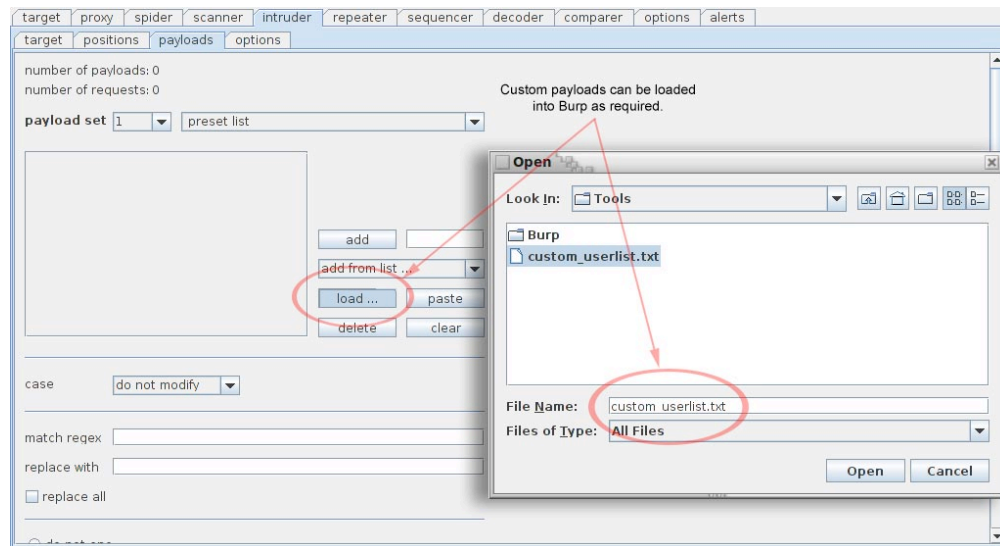 target proxy spider scanner intruder repeater sequencer decoder comparer options alerts
target positions payloads options
number of payloads: 0
number of requests: 0
payload set 1 preset list
Custom payloads can be loaded
into Burp as required.
Open
Look In: Tools
Burp
custom_userlist.txt
add
add from list ...
load ... paste
delete clear
case do not modify
File Name: custom_userlist.txt
Files of Type: All Files
match regex
replace with
Open Cancel
replace all